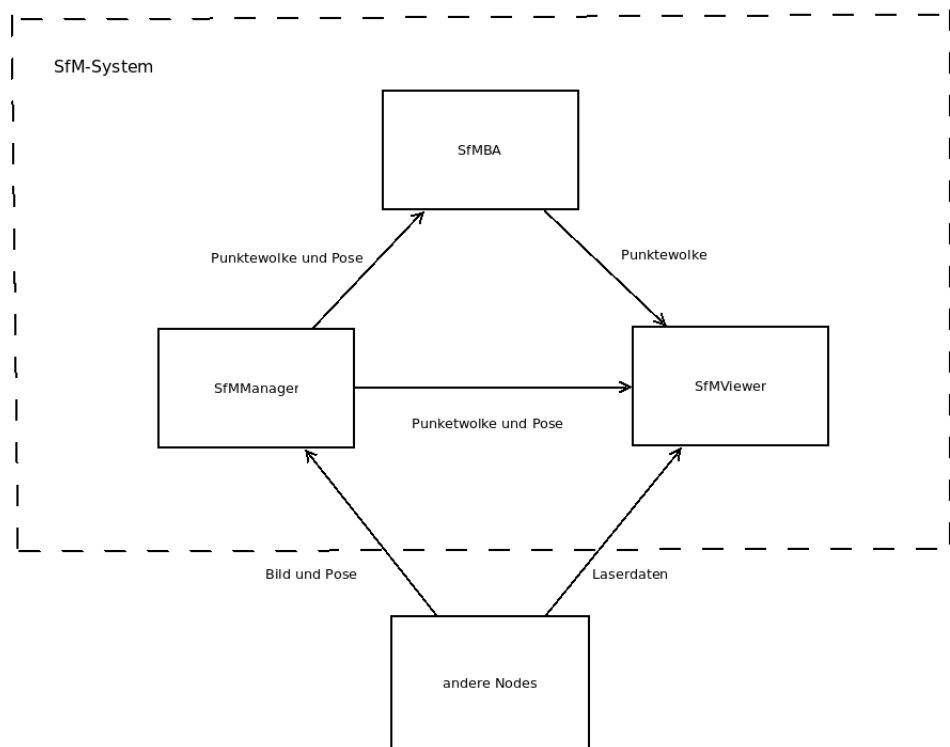 SfM-System
SfMBA
Punktewolke und Pose
Punktewolke
SfMManager
SfMViewer
Punketwolke und Pose
Bild und Pose
Laserdaten
andere Nodes